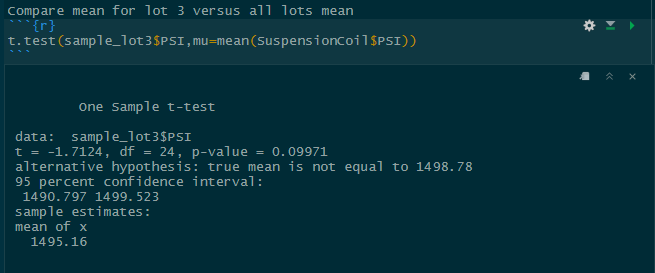 Compare mean for lot 3 versus all lots mean
```{r}
t.test(sample_lot3$PSI,mu=mean(SuspensionCoil$PSI))
```
One Sample t-test
data:  sample_lot3$PSI
t = -1.7124, df = 24, p-value = 0.09971
alternative hypothesis: true mean is not equal to 1498.78
95 percent confidence interval:
1490.797 1499.523
sample estimates:
mean of x
1495.16